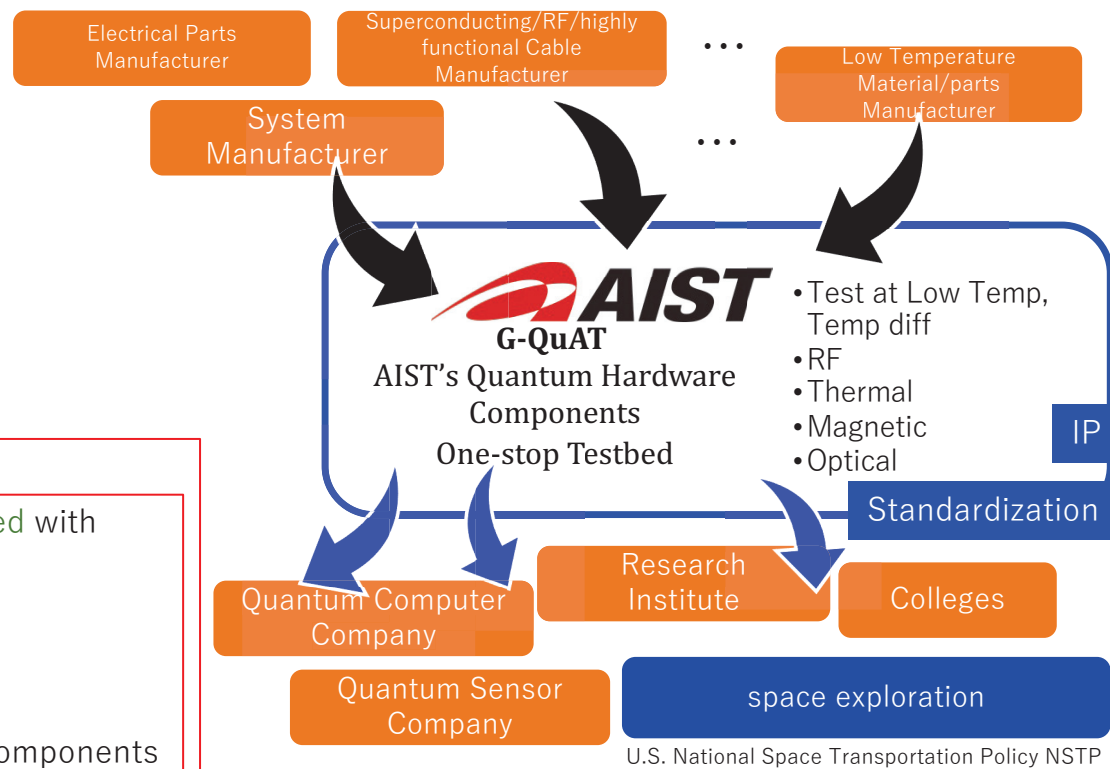 Electrical Parts
Manufacturer
Superconducting/RF/highly
functional Cable
Manufacturer
...
Low Temperature
Material/parts
Manufacturer
System
Manufacturer
...
AIST
G-QuAT
AIST's Quantum Hardware
Components
One-stop Testbed
•Test at Low Temp,
Temp diff
•RF
•Thermal
•Magnetic
•Optical
IP
Standardization
ed with
omponents
Quantum Computer
Company
Research
Institute
Colleges
Quantum Sensor
Company
space exploration
U.S. National Space Transportation Policy NSTP